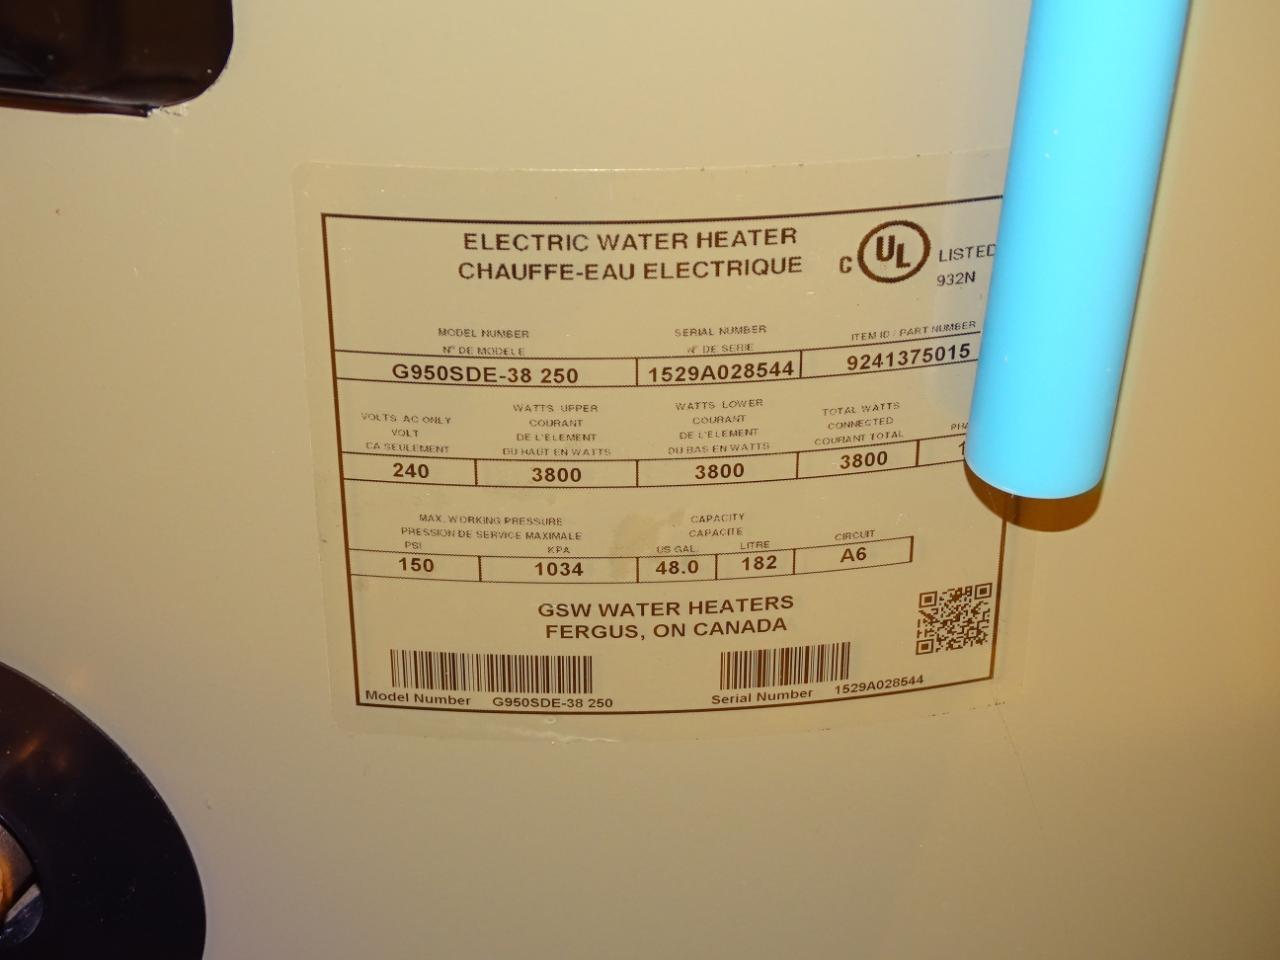 ELECTRIC WATER HEATER
CHAUFFE-EAU ELECTRIQUE
C UL LISTED
932N
MODEL NUMBER
N° DE MODELE
G950SDE-38 250
SERIAL NUMBER
N° DE SERIE
1529A028544
ITEM ID / PART NUMBER
9241375015
VOLTS AC ONLY
VOLT
CA SEULEMENT
240
WATTS UPPER
COURANT
DE L'ELEMENT
DU HAUT EN WATTS
3800
WATTS LOWER
COURANT
DE L'ELEMENT
DU BAS EN WATTS
3800
TOTAL WATTS
CONNECTED
COURANT TOTAL
3800
1
MAX. WORKING PRESSURE
PRESSION DE SERVICE MAXIMALE
PSI KPA
150 1034
CAPACITY
CAPACITE
US GAL. LITRE
48.0 182
CIRCUIT
A6
GSW WATER HEATERS
FERGUS, ON CANADA
Model Number G950SDE-38 250
Serial Number 1529A028544